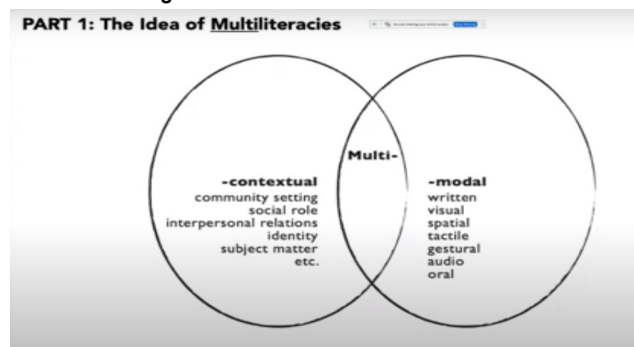 PART 1: The Idea of Multiliteracies
Multi-
-contextual
community setting
social role
interpersonal relations
identity
subject matter
etc.
-modal
written
visual
spatial
tactile
gestural
audio
oral